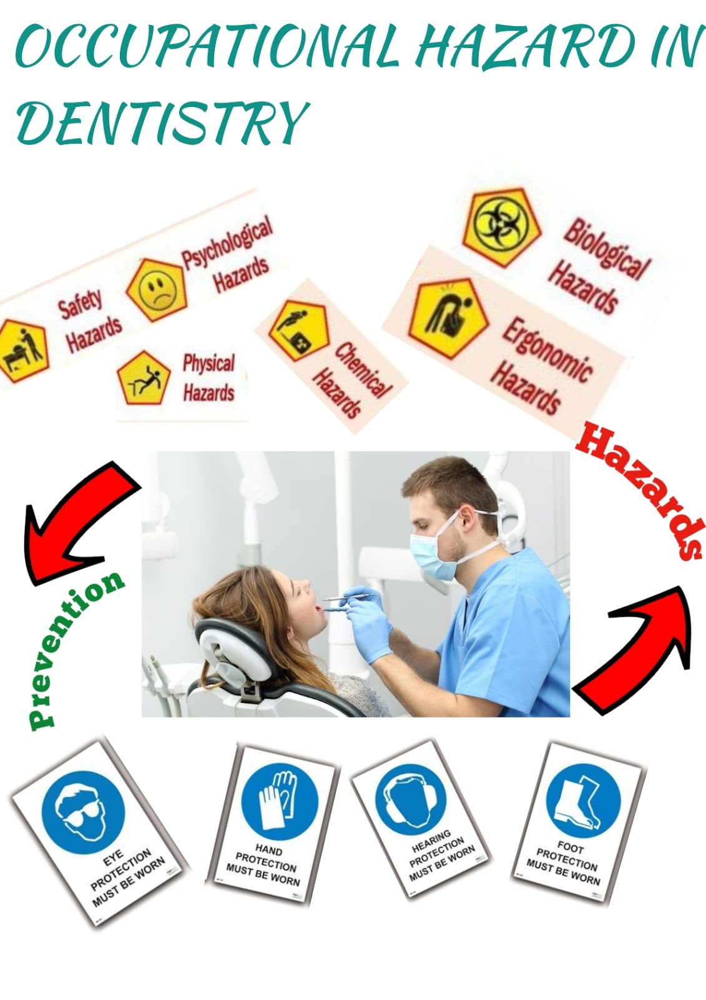 OCCUPATIONAL HAZARD IN
DENTISTRY
Safety
Hazards
Psychological
Hazards
Physical
Hazards
Chemical
Hazards
Biological
Hazards
Ergonomic
Hazards
Hazards
Prevention
EYE
PROTECTION
MUST BE WORN
HAND
PROTECTION
MUST BE WORN
HEARING
PROTECTION
MUST BE WORN
FOOT
PROTECTION
MUST BE WORN